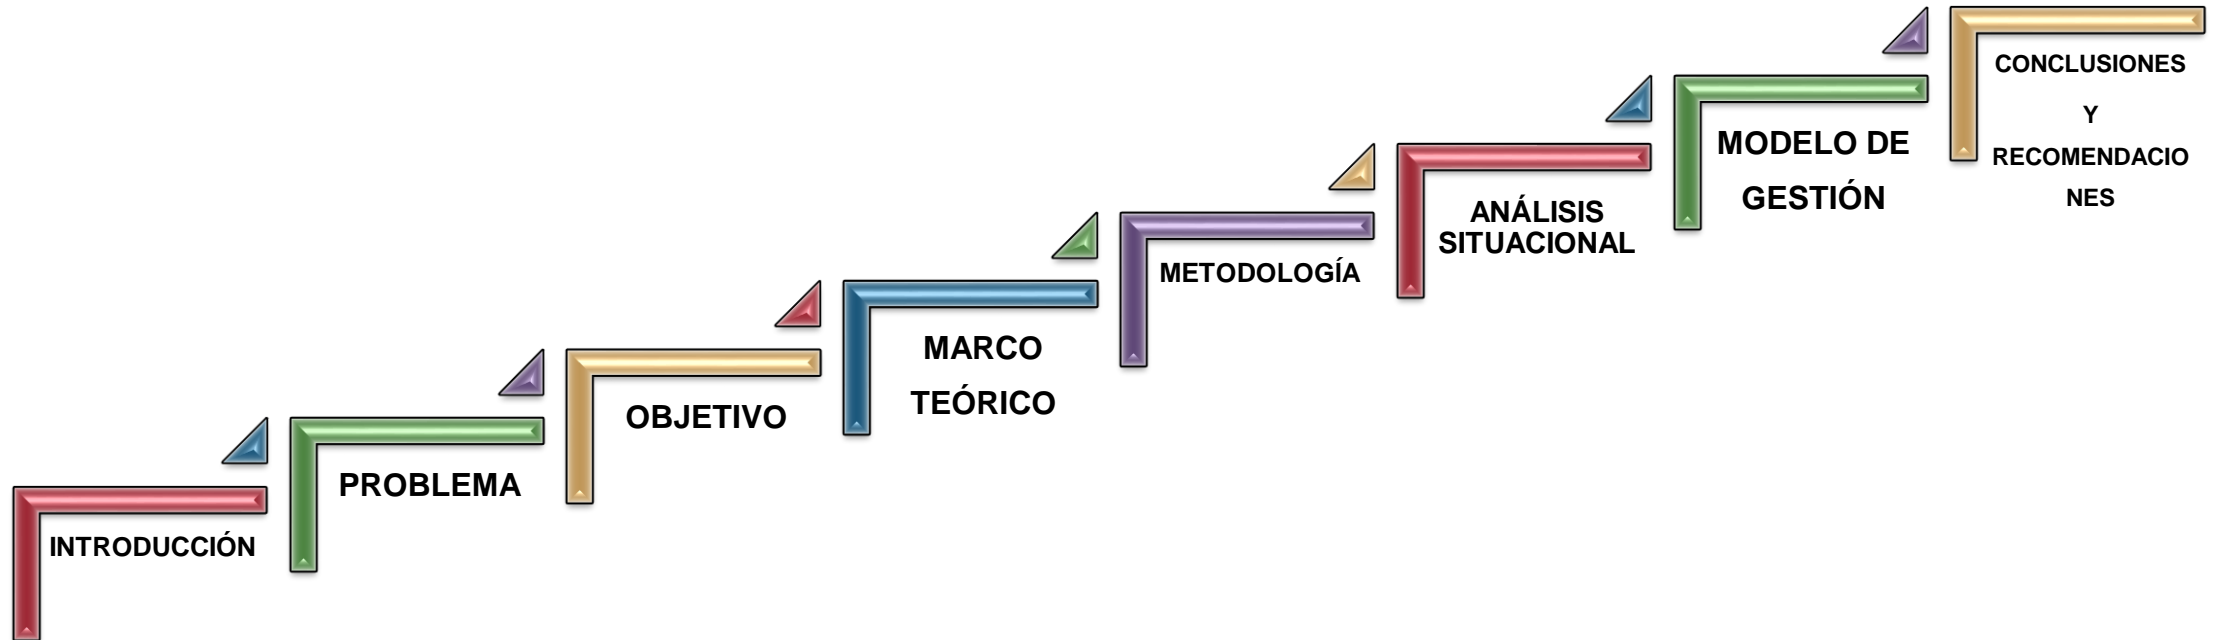 INTRODUCCIÓN
PROBLEMA
OBJETIVO
MARCO
TEÓRICO
METODOLOGÍA
ANÁLISIS
SITUACIONAL
MODELO DE
GESTIÓN
CONCLUSIONES
Y
RECOMENDACIO
NES